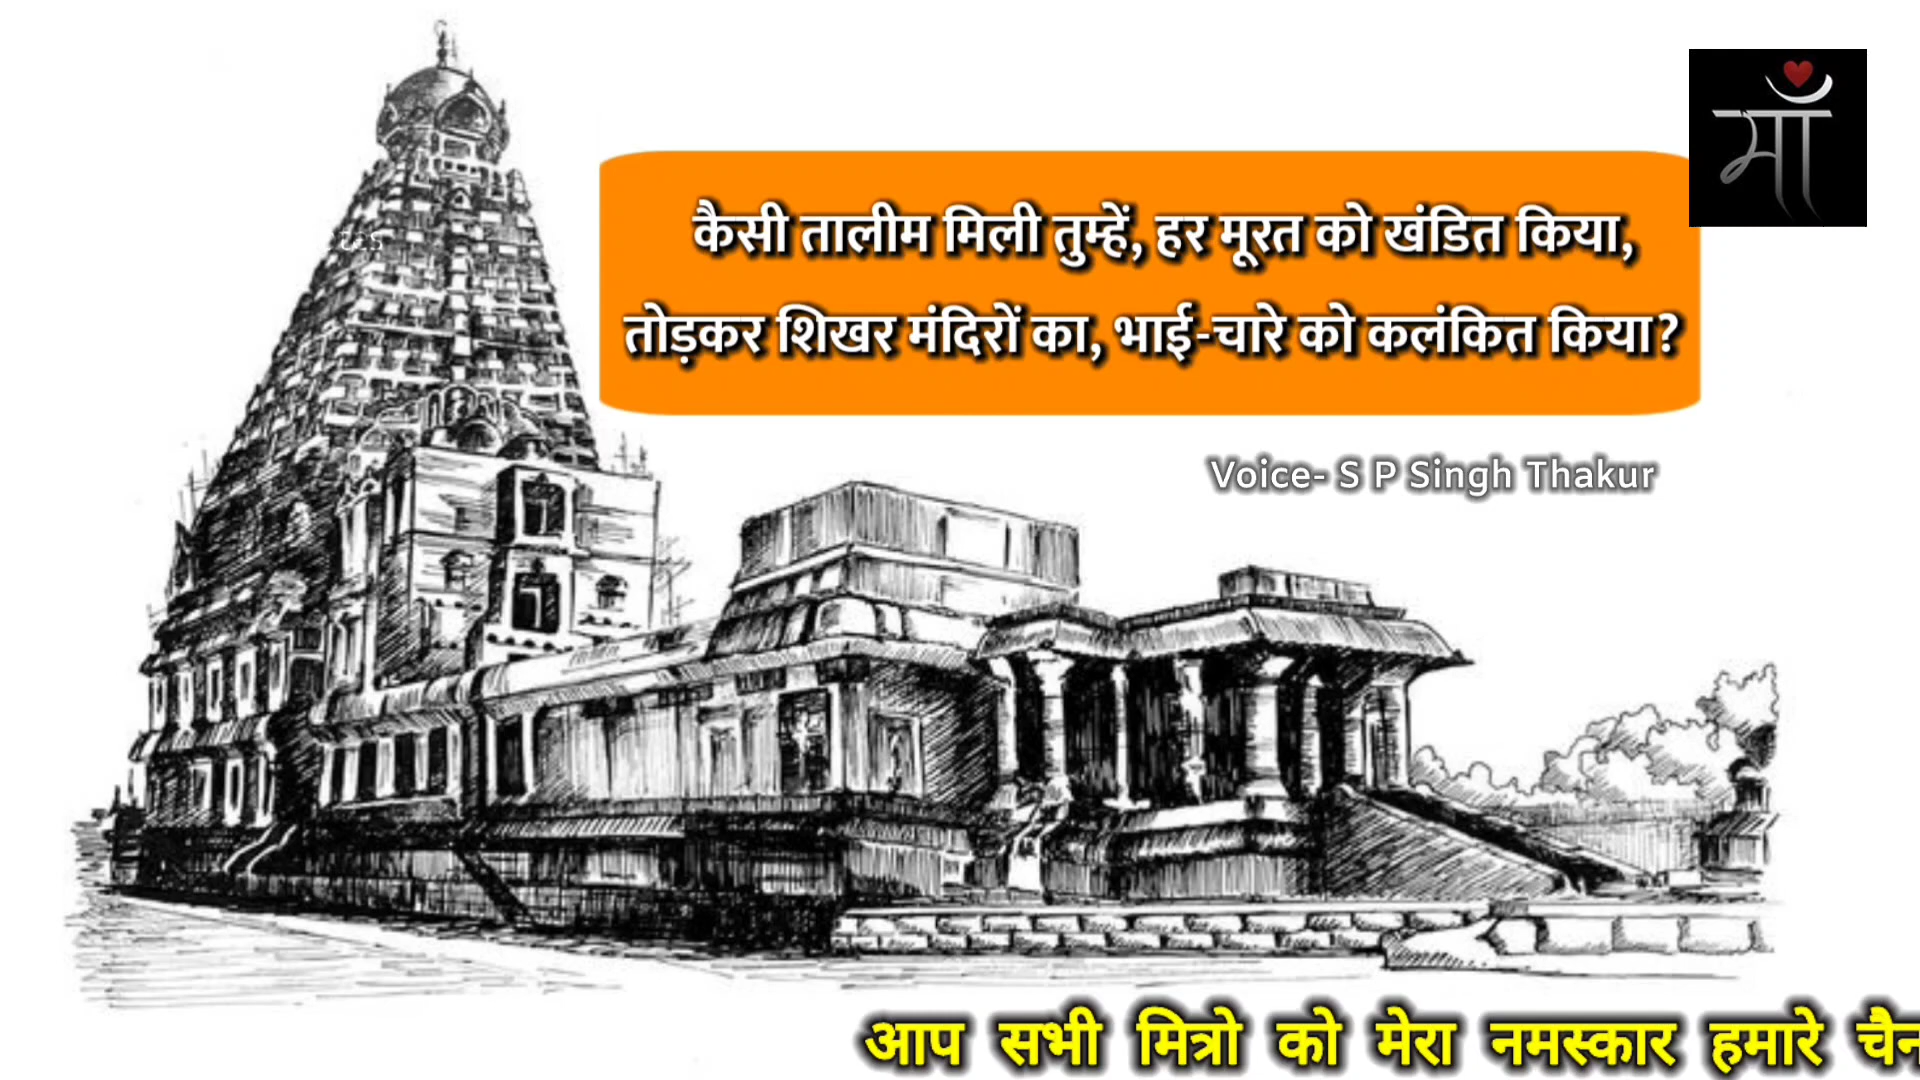 माँ
कैसी तालीम मिली तुम्हें, हर मूरत को खंडित किया,
तोड़कर शिखर मंदिरों का, भाई-चारे को कलंकित किया?
Voice- S P Singh Thakur
आप सभी मित्रो को मेरा नमस्कार हमारे